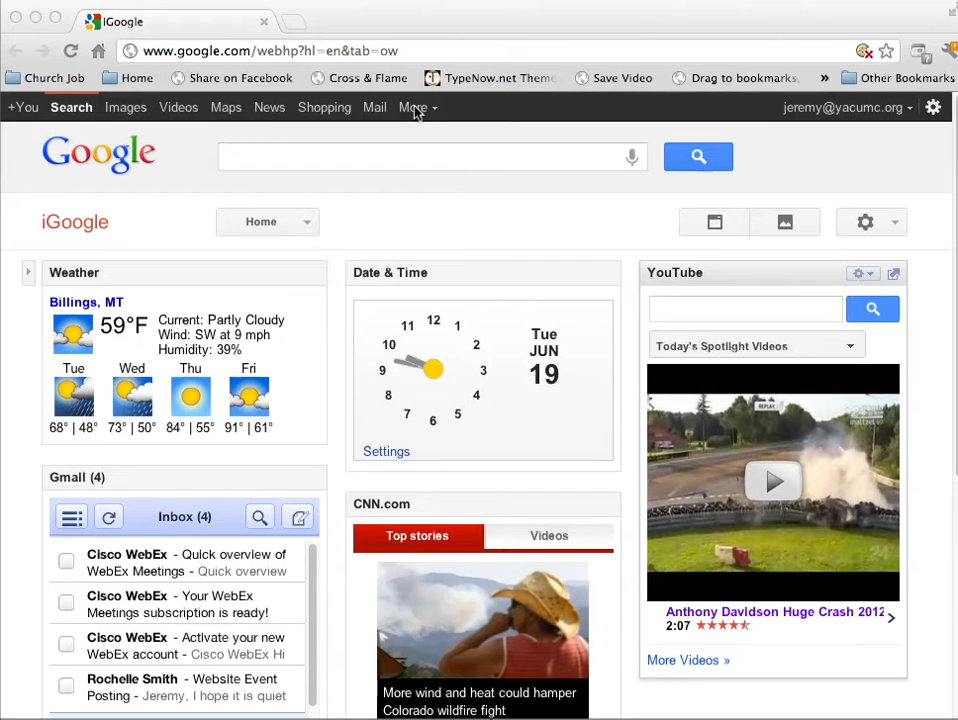 iGoogle
www.google.com/webhp?hl=en&tab=ow
Church Job Home Share on Facebook Cross & Flame TypeNow.net Theme Save Video Drag to bookmarks, » Other Bookmarks
+You Search Images Videos Maps News Shopping Mail More jeremy@yacumc.org
Google
iGoogle Home
Weather
Billings, MT
59°F
Current: Partly Cloudy
Wind: SW at 9 mph
Humidity: 39%
Tue Wed Thu Fri
68° | 48° 73° | 50° 84° | 55° 91° | 61°
Gmail (4)
Inbox (4)
Cisco WebEx - Quick overview of
WebEx Meetings - Quick overview
Cisco WebEx - Your WebEx
Meetings subscription is ready!
Cisco WebEx - Activate your new
WebEx account - Cisco WebEx Hi
Rochelle Smith - Website Event
Posting - Jeremy, I hope it is quiet
Date & Time
12
11 1
10 2
9 3
8 4
7 5
6
Tue
JUN
19
Settings
CNN.com
Top stories Videos
More wind and heat could hamper
Colorado wildfire fight
YouTube
Today's Spotlight Videos
REPLAY
24
Anthony Davidson Huge Crash 2012
2:07
More Videos »